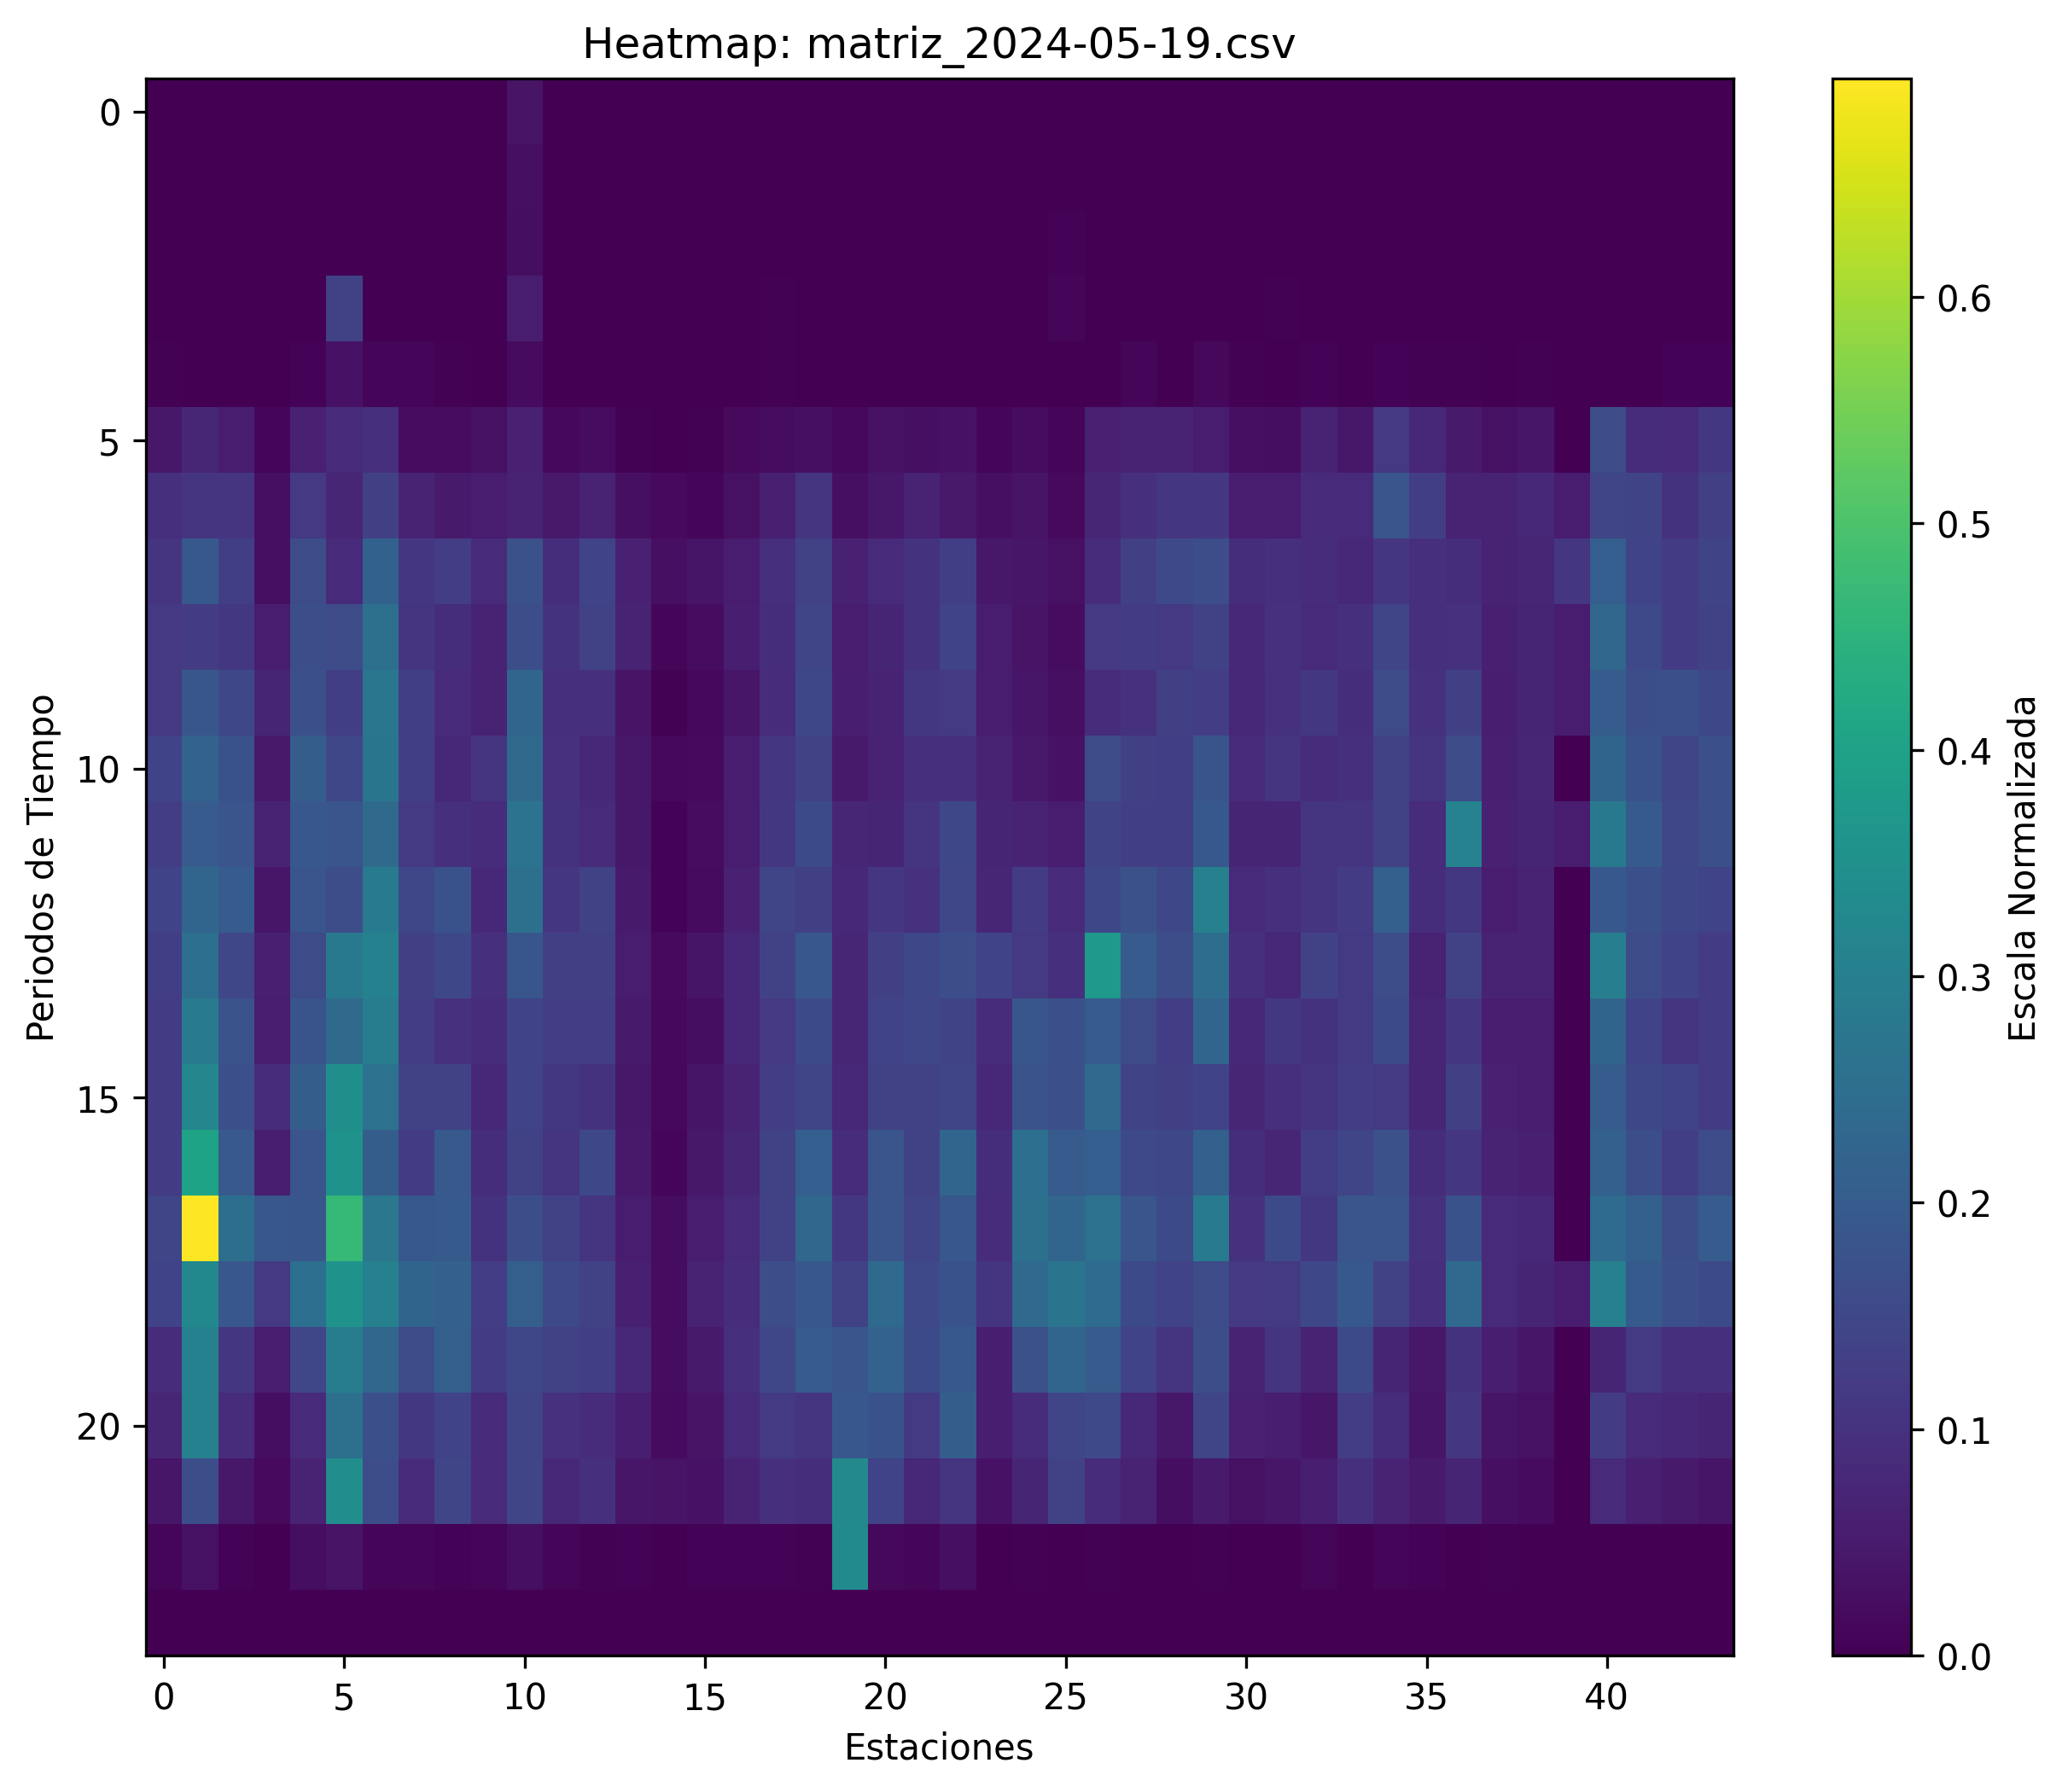 Heatmap: matriz_2024-05-19.csv
0
5
10
15
20
Periodos de Tiempo
0 5 10 15 20 25 30 35 40
Estaciones
0.6
0.5
0.4
0.3
0.2
0.1
0.0
Escala Normalizada